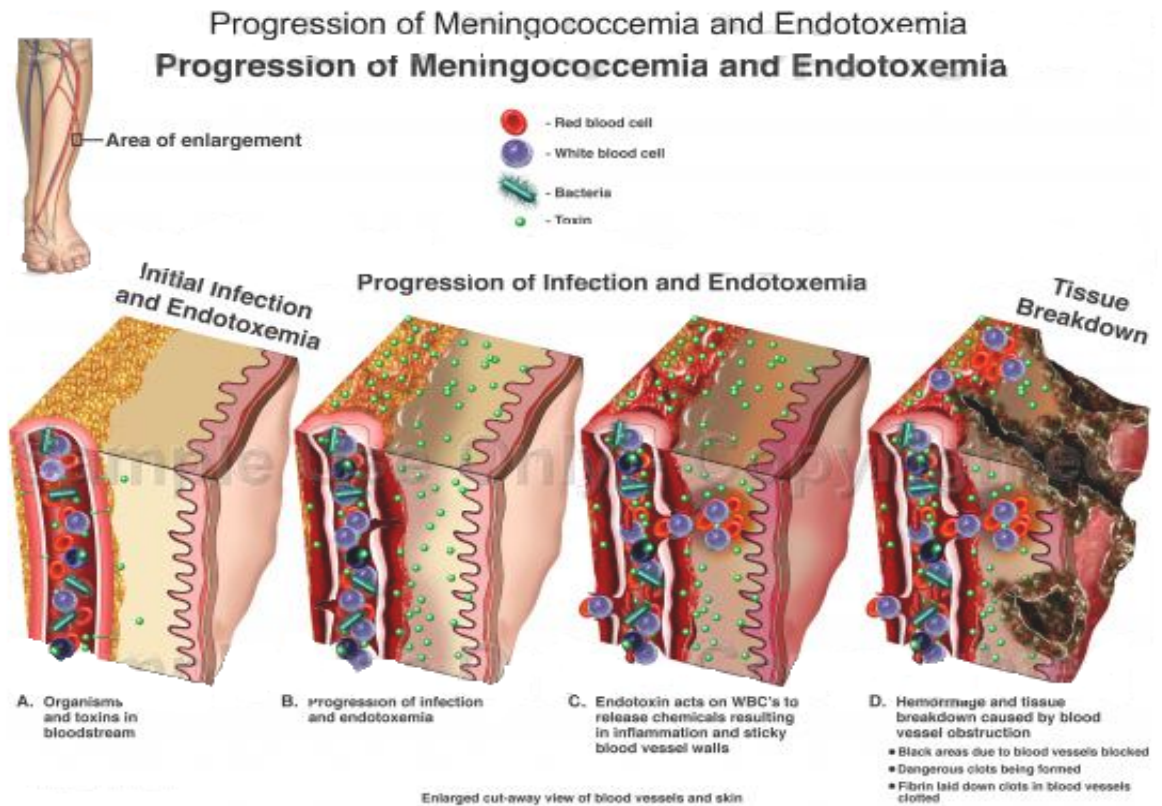 Progression of Meningococcemia and Endotoxemia
Progression of Meningococcemia and Endotoxemia
Area of enlargement
- Red blood cell
- White blood cell
- Bacteria
- Toxin
Initial Infection
and Endotoxemia
Progression of Infection and Endotoxemia
Tissue
Breakdown
A. Organisms
and toxins in
bloodstream
B. Progression of infection
and endotoxemia
C. Endotoxin acts on WBC's to
release chemicals resulting
in inflammation and sticky
blood vessel walls
D. Hemorrhage and tissue
breakdown caused by blood
vessel obstruction
• Black areas due to blood vessels blocked
• Dangerous clots being formed
• Fibrin laid down clots in blood vessels
clotted
Enlarged cut-away view of blood vessels and skin